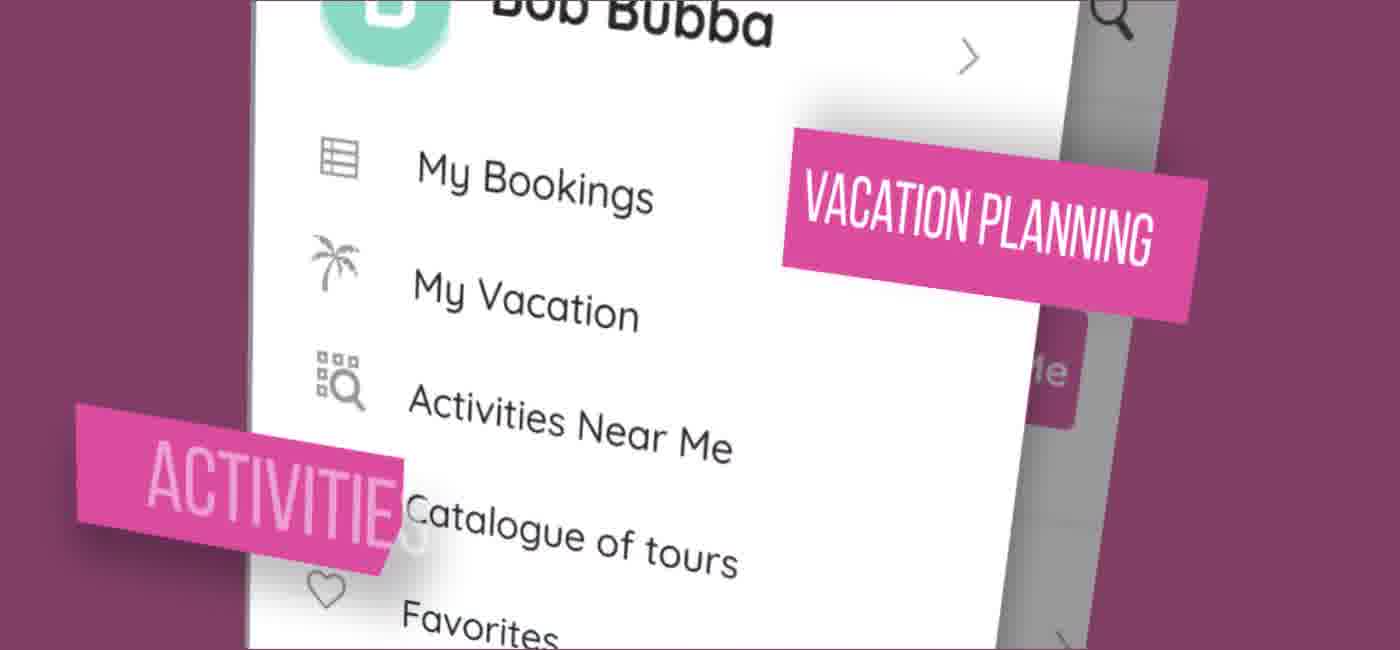 Bob Bubba
My Bookings
VACATION PLANNING
My Vacation
Activities Near Me
ACTIVITIES
Catalogue of tours
Favorites